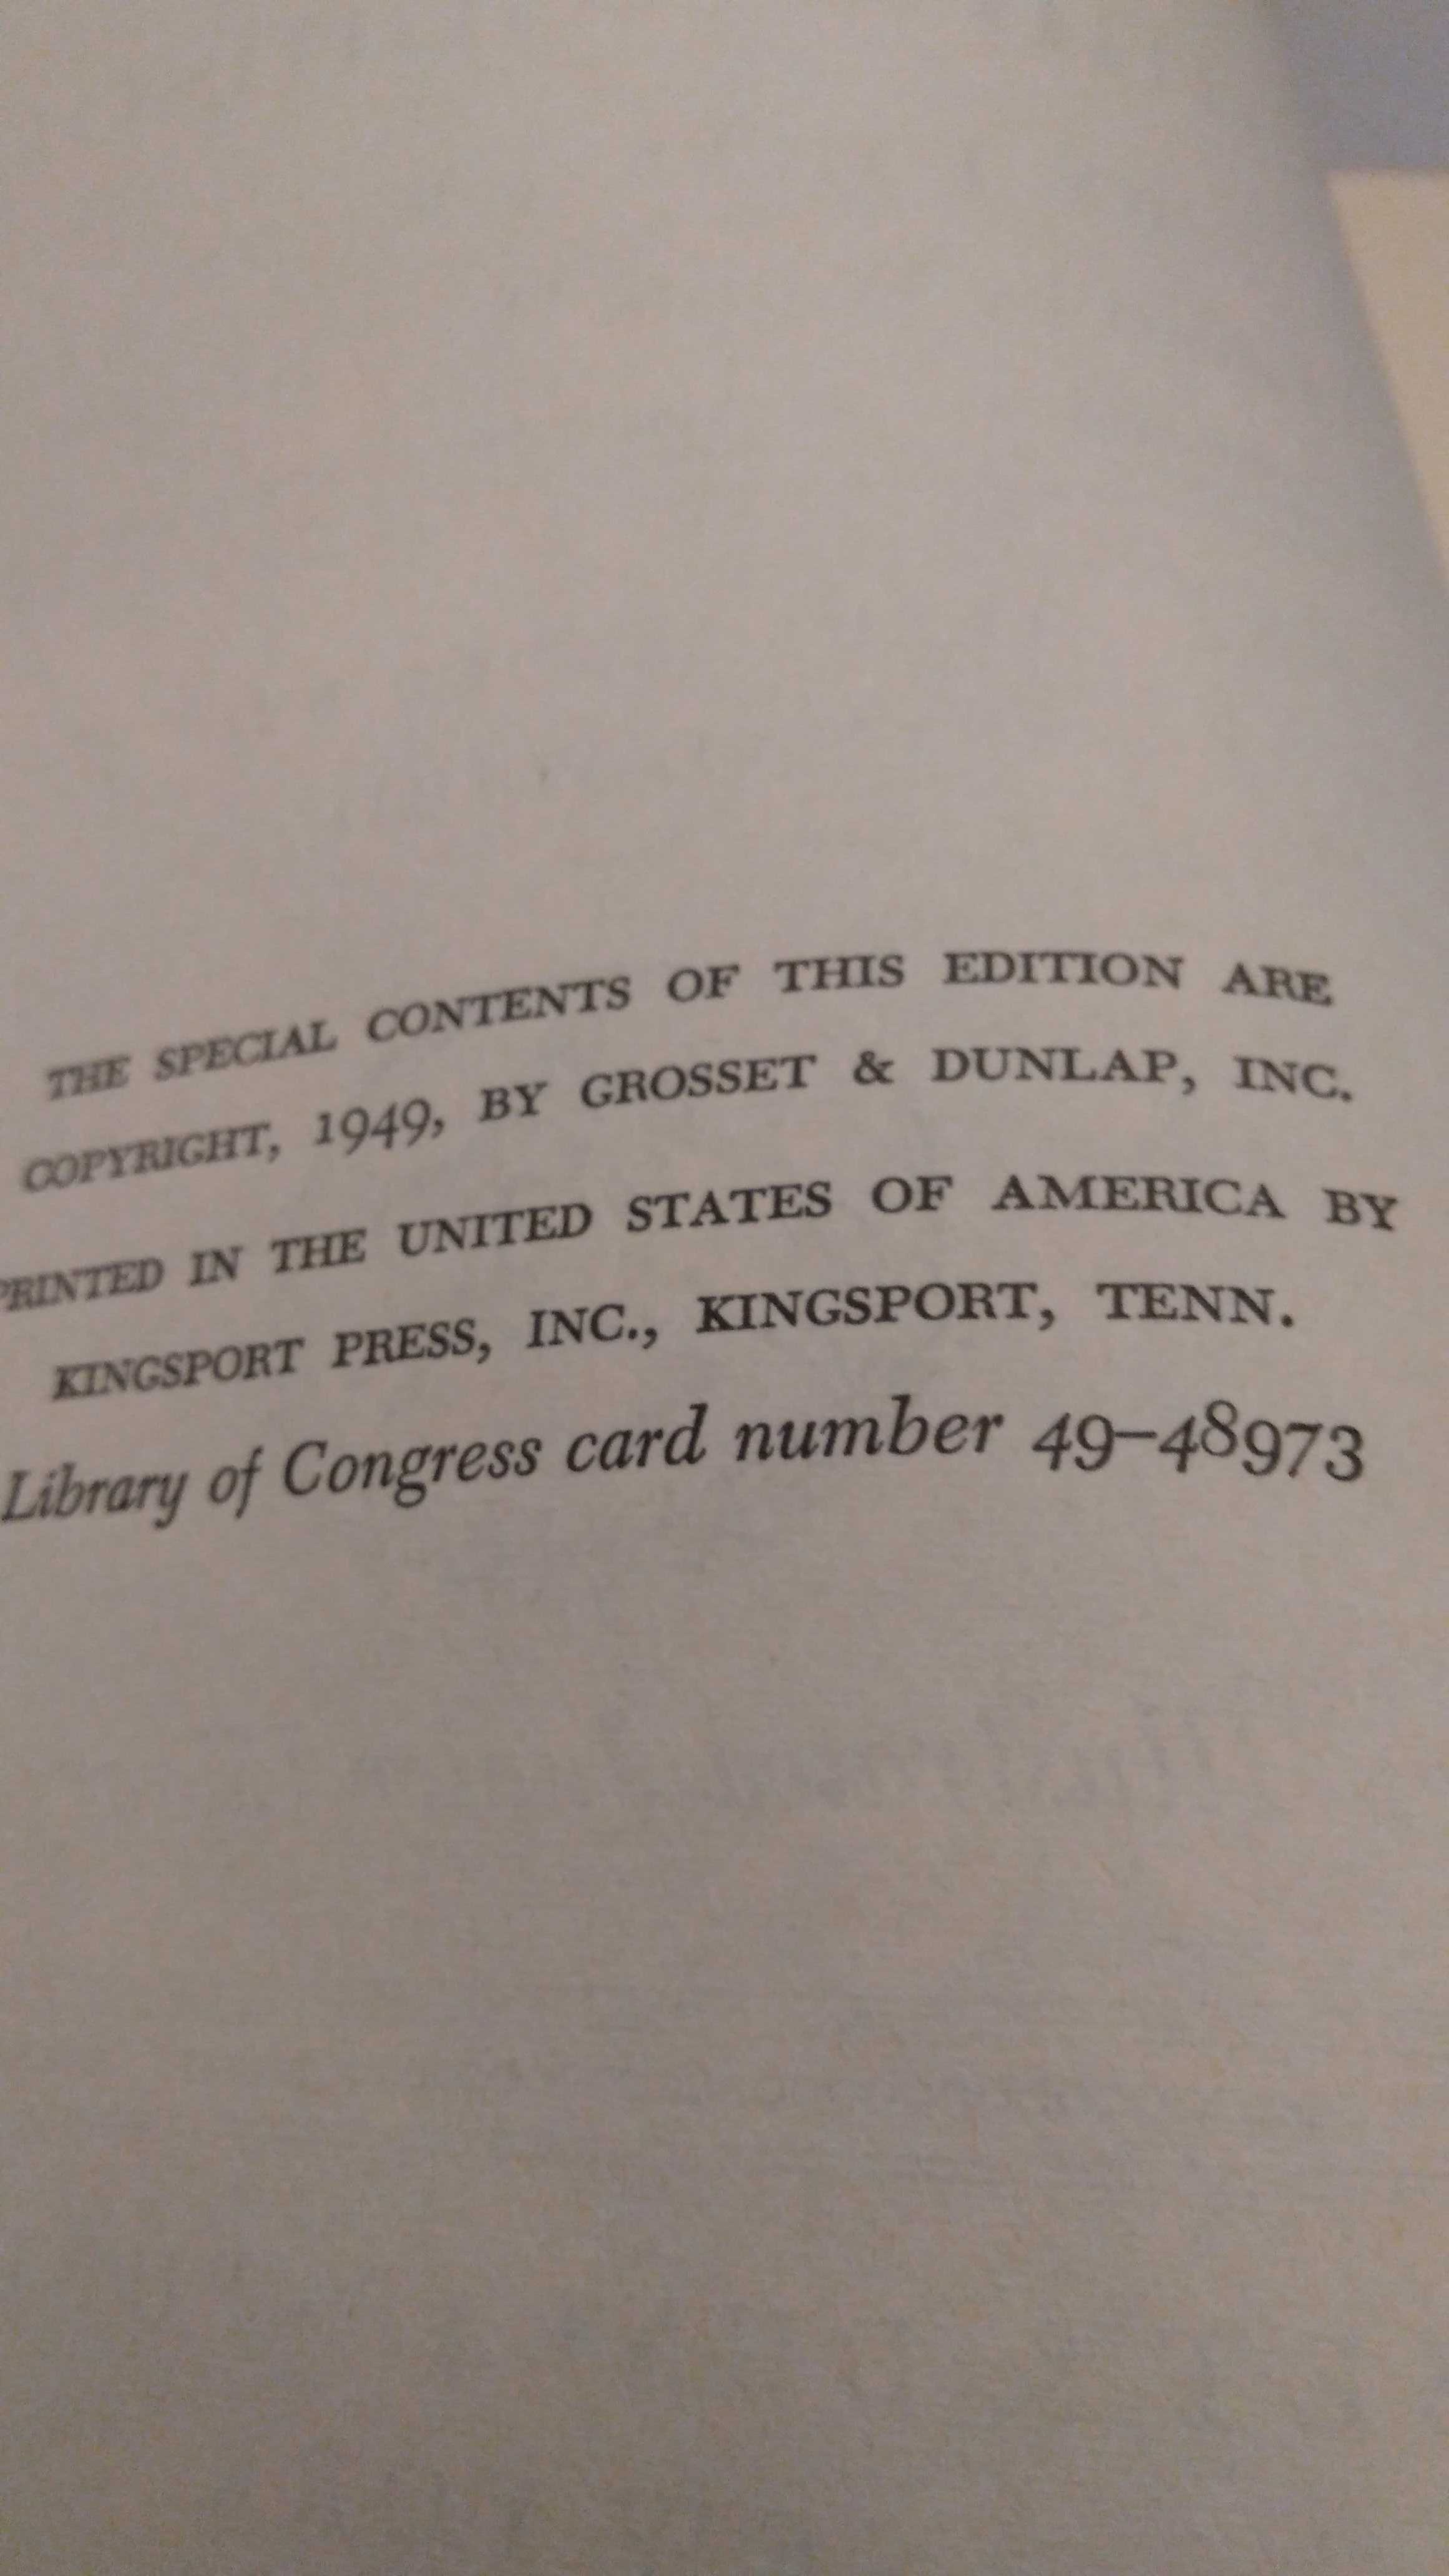 THE SPECIAL CONTENTS OF THIS EDITION ARE
COPYRIGHT, 1949, BY GROSSET & DUNLAP, INC.
PRINTED IN THE UNITED STATES OF AMERICA BY
KINGSPORT PRESS, INC., KINGSPORT, TENN.
Library of Congress card number 49–48973